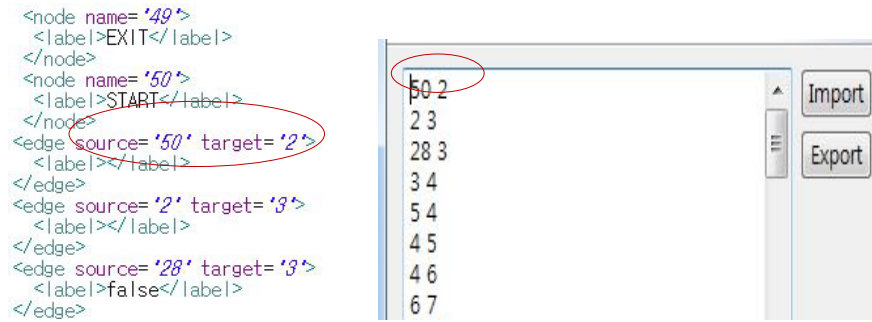 <node name='49'>
<label>EXIT</label>
</node>
<node name='50'>
<label>START</label>
</node>
<edge source='50' target='2'>
<label></label>
</edge>
<edge source='2' target='3'>
<label></label>
</edge>
<edge source='28' target='3'>
<label>false</label>
</edge>
50 2
2 3
28 3
3 4
5 4
4 5
4 6
6 7
Import
Export